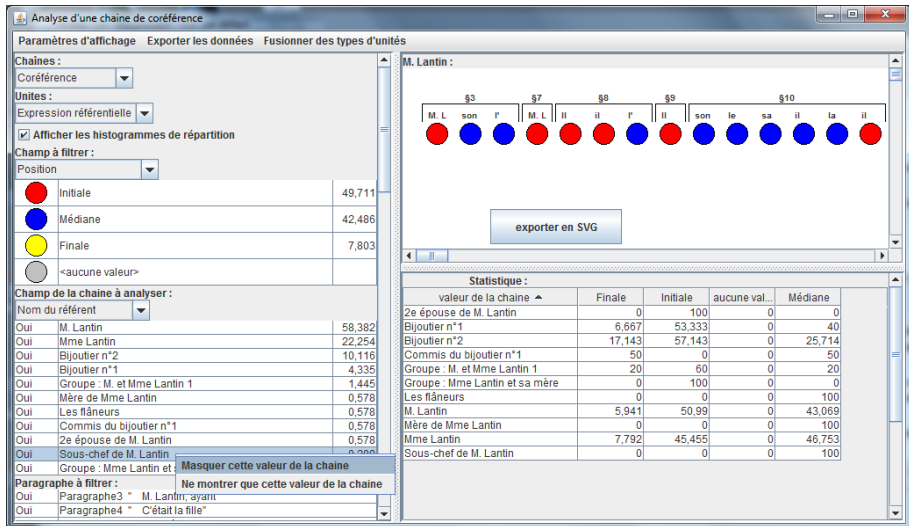 Analyse d'une chaine de coréférence
Paramètres d'affichage Exporter les données Fusionner des types d'unités
Chaînes :
Coréférence
Unites :
Expression référentielle
Afficher les histogrammes de répartition
Champ à filtrer :
Position
Initiale 49,711
Médiane 42,486
Finale 7,803
<aucune valeur>
Champ de la chaine à analyser :
Nom du référent
Oui M. Lantin 58,382
Oui Mme Lantin 22,254
Oui Bijoutier n°2 10,116
Oui Bijoutier n°1 4,335
Oui Groupe : M. et Mme Lantin 1 1,445
Oui Mère de Mme Lantin 0,578
Oui Les flâneurs 0,578
Oui Commis du bijoutier n°1 0,578
Oui 2e épouse de M. Lantin 0,578
Oui Sous-chef de M. Lantin
Oui Groupe : Mme Lantin et
Masquer cette valeur de la chaine
Ne montrer que cette valeur de la chaine
Paragraphe à filtrer :
Oui Paragraphe3 " M. Lantin, ayant
Oui Paragraphe4 " C'était la fille"
M. Lantin :
§3 §7 §8 §9 §10
M. L son l' M. L Il il l' Il son le sa il la il
exporter en SVG
Statistique :
valeur de la chaine Finale Initiale aucune val... Médiane
2e épouse de M. Lantin 0 100 0 0
Bijoutier n°1 6,667 53,333 0 40
Bijoutier n°2 17,143 57,143 0 25,714
Commis du bijoutier n°1 50 0 0 50
Groupe : M. et Mme Lantin 1 20 60 0 20
Groupe : Mme Lantin et sa mère 0 100 0 0
Les flâneurs 0 0 0 100
M. Lantin 5,941 50,99 0 43,069
Mère de Mme Lantin 0 0 0 100
Mme Lantin 7,792 45,455 0 46,753
Sous-chef de M. Lantin 0 0 0 100